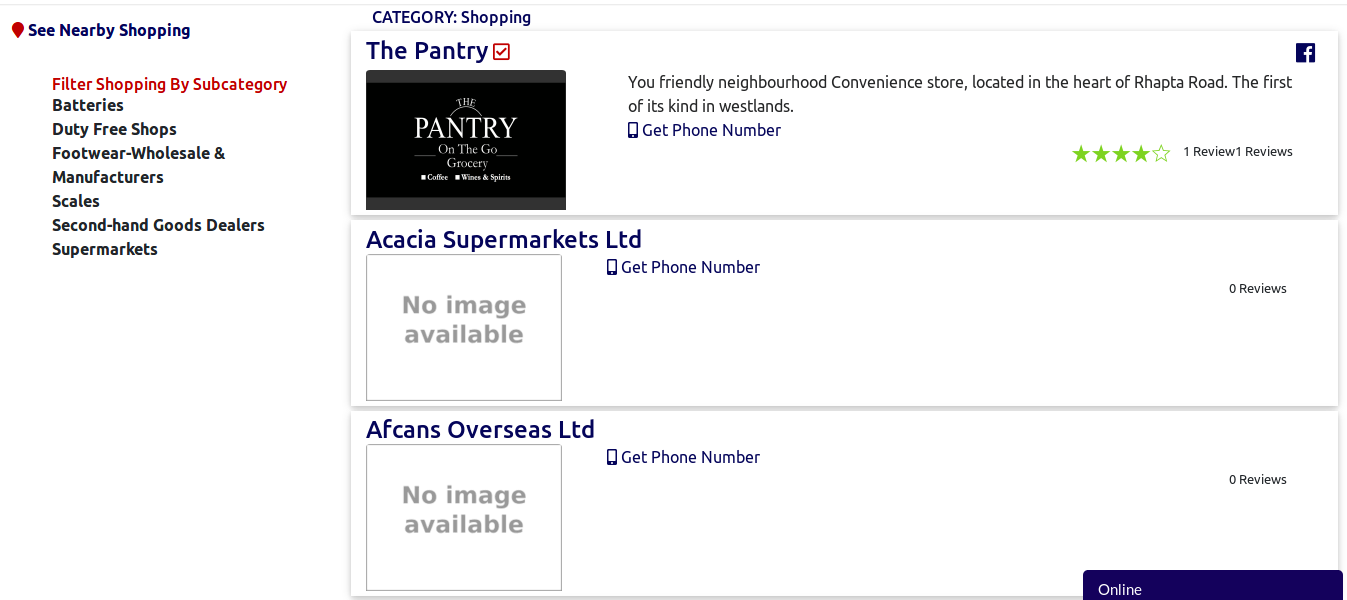 CATEGORY: Shopping
See Nearby Shopping
Filter Shopping By Subcategory
Batteries
Duty Free Shops
Footwear-Wholesale &
Manufacturers
Scales
Second-hand Goods Dealers
Supermarkets
The Pantry
THE
PANTRY
On The Go
Grocery
Coffee Wines & Spirits
You friendly neighbourhood Convenience store, located in the heart of Rhapta Road. The first
of its kind in westlands.
Get Phone Number
1 Review1 Reviews
Acacia Supermarkets Ltd
No image
available
Get Phone Number
0 Reviews
Afcans Overseas Ltd
No image
available
Get Phone Number
0 Reviews
Online